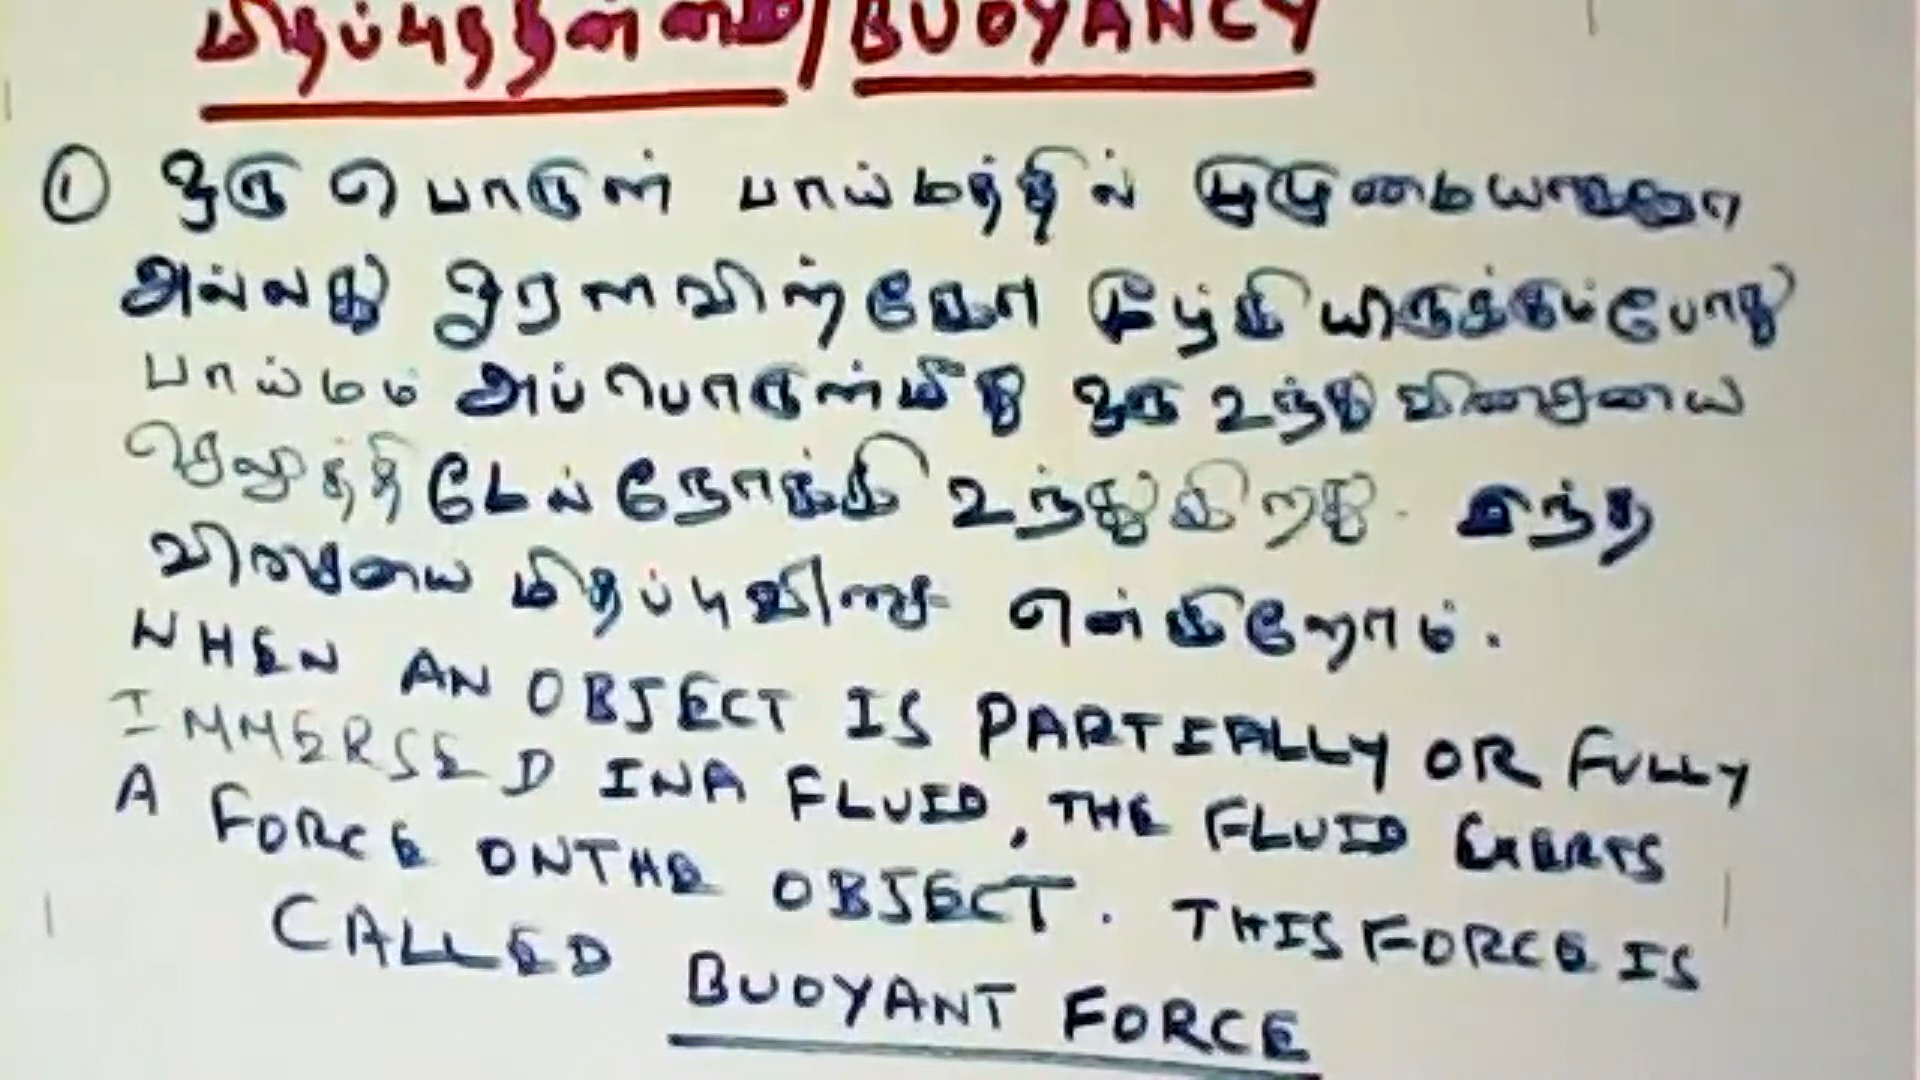 மிதப்புத்தன்மை/BUOYANCY
① ஒரு பொருள் பாய்மத்தில் முழுமையாகவோ
அல்லது ஓரளவிற்கோ மூழ்கியிருக்கும்போது
பாய்மம் அப்பொருள்மீது ஒரு உந்துவிசையை
செலுத்தி மேல்நோக்கி உந்துகிறது. இந்த
விசையை மிதப்புவிசை என்கிறோம்.
WHEN AN OBJECT IS PARTIALLY OR FULLY
IMMERSED IN A FLUID, THE FLUID EXERTS
A FORCE ON THE OBJECT. THIS FORCE IS
CALLED BUOYANT FORCE